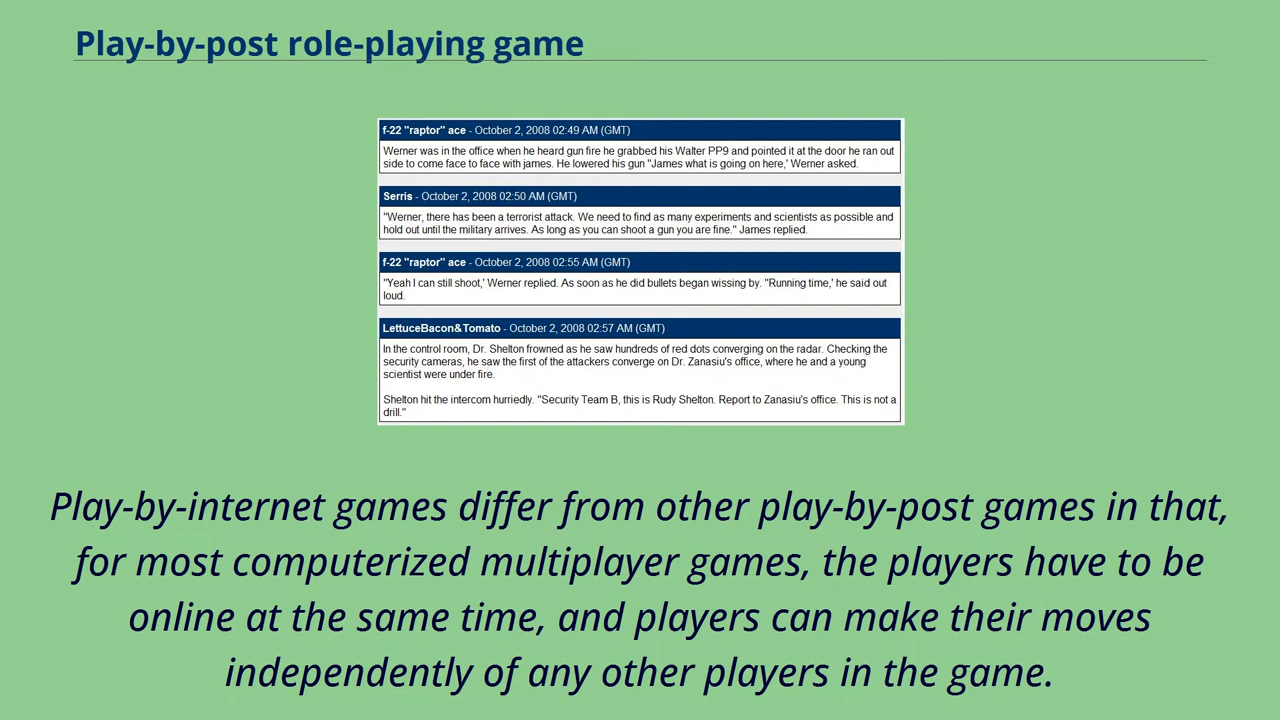 Play-by-post role-playing game
f-22 "raptor" ace - October 2, 2008 02:49 AM (GMT)
Werner was in the office when he heard gun fire he grabbed his Walter PP9 and pointed it at the door he ran out
side to come face to face with james. He lowered his gun "James what is going on here,' Werner asked.
Serris - October 2, 2008 02:50 AM (GMT)
"Werner, there has been a terrorist attack. We need to find as many experiments and scientists as possible and
hold out until the military arrives. As long as you can shoot a gun you are fine." James replied.
f-22 "raptor" ace - October 2, 2008 02:55 AM (GMT)
"Yeah I can still shoot,' Werner replied. As soon as he did bullets began wissing by. "Running time,' he said out
loud.
LettuceBacon&Tomato - October 2, 2008 02:57 AM (GMT)
In the control room, Dr. Shelton frowned as he saw hundreds of red dots converging on the radar. Checking the
security cameras, he saw the first of the attackers converge on Dr. Zanasiu's office, where he and a young
scientist were under fire.
Shelton hit the intercom hurriedly. "Security Team B, this is Rudy Shelton. Report to Zanasiu's office. This is not a
drill."
Play-by-internet games differ from other play-by-post games in that,
for most computerized multiplayer games, the players have to be
online at the same time, and players can make their moves
independently of any other players in the game.